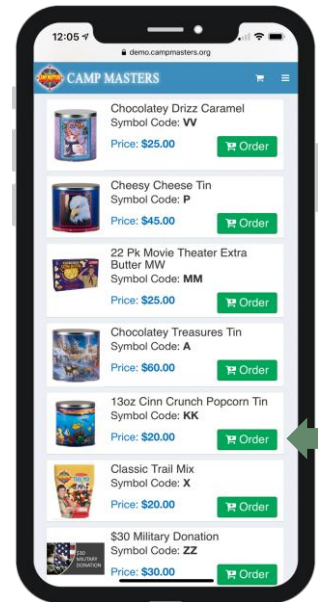 12:05
demo.campmasters.org
CAMP MASTERS
Chocolatey Drizz Caramel
Symbol Code: VV
Price: $25.00
Order
Cheesy Cheese Tin
Symbol Code: P
Price: $45.00
Order
22 Pk Movie Theater Extra
Butter MW
Symbol Code: MM
Price: $25.00
Order
Chocolatey Treasures Tin
Symbol Code: A
Price: $60.00
Order
13oz Cinn Crunch Popcorn Tin
Symbol Code: KK
Price: $20.00
Order
Classic Trail Mix
Symbol Code: X
Price: $20.00
Order
$30 Military Donation
Symbol Code: ZZ
$30
MILITARY
DONATION
Price: $30.00
Order